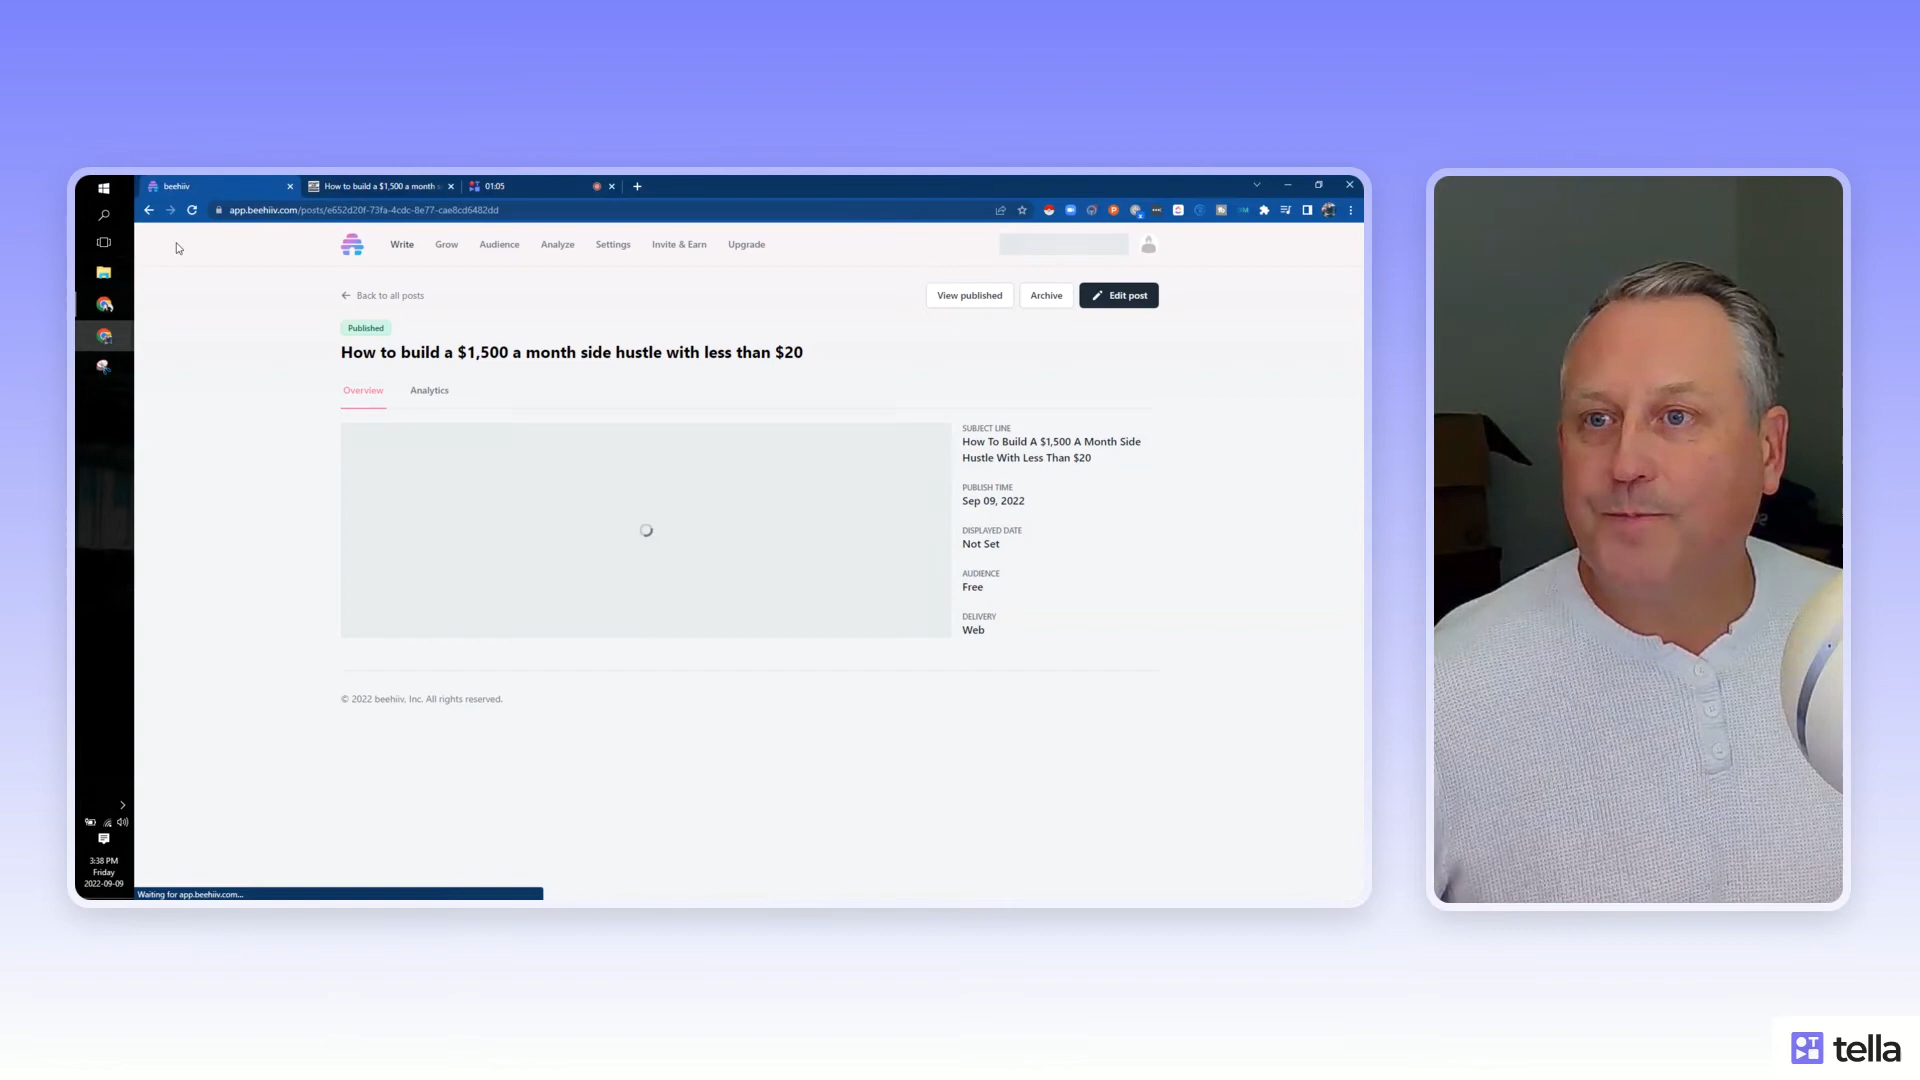 beehiiv
How to build a $1,500 a month s
01:05
app.beehiiv.com/posts/e652d20f-73fa-4cdc-8e77-cae8cd6482dd
Write
Grow
Audience
Analyze
Settings
Invite & Earn
Upgrade
Back to all posts
View published
Archive
Edit post
Published
How to build a $1,500 a month side hustle with less than $20
Overview
Analytics
SUBJECT LINE
How To Build A $1,500 A Month Side
Hustle With Less Than $20
PUBLISH TIME
Sep 09, 2022
DISPLAYED DATE
Not Set
AUDIENCE
Free
DELIVERY
Web
© 2022 beehiiv, Inc. All rights reserved.
3:38 PM
Friday
2022-09-09
Waiting for app.beehiiv.com...
tella